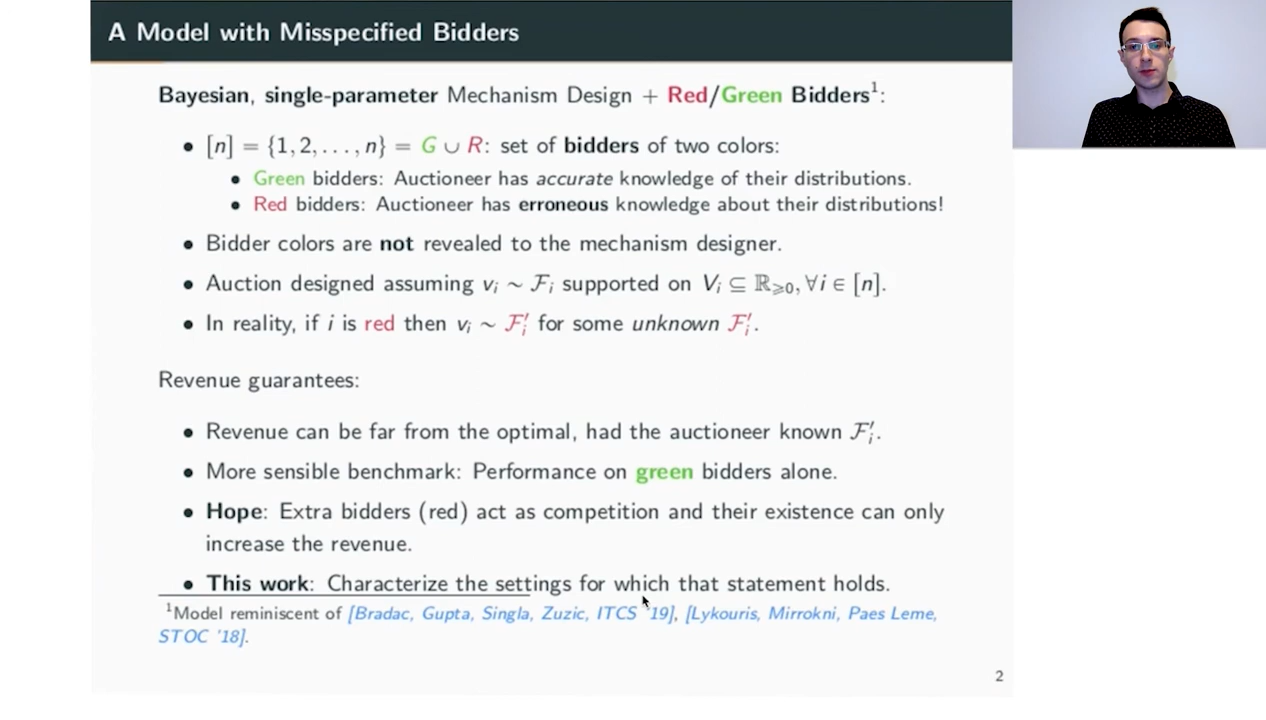 A Model with Misspecified Bidders
Bayesian, single-parameter Mechanism Design + Red/Green Bidders¹:
• [n] = {1, 2, . . . , n} = G ∪ R: set of bidders of two colors:
• Green bidders: Auctioneer has accurate knowledge of their distributions.
• Red bidders: Auctioneer has erroneous knowledge about their distributions!
• Bidder colors are not revealed to the mechanism designer.
• Auction designed assuming vᵢ ∼ ℱᵢ supported on Vᵢ ⊆ ℝ⩾₀, ∀i ∈ [n].
• In reality, if i is red then vᵢ ∼ ℱ′ᵢ for some unknown ℱ′ᵢ.
Revenue guarantees:
• Revenue can be far from the optimal, had the auctioneer known ℱ′ᵢ.
• More sensible benchmark: Performance on green bidders alone.
• Hope: Extra bidders (red) act as competition and their existence can only
increase the revenue.
• This work: Characterize the settings for which that statement holds.
¹Model reminiscent of [Bradac, Gupta, Singla, Zuzic, ITCS '19], [Lykouris, Mirrokni, Paes Leme,
STOC '18].
2